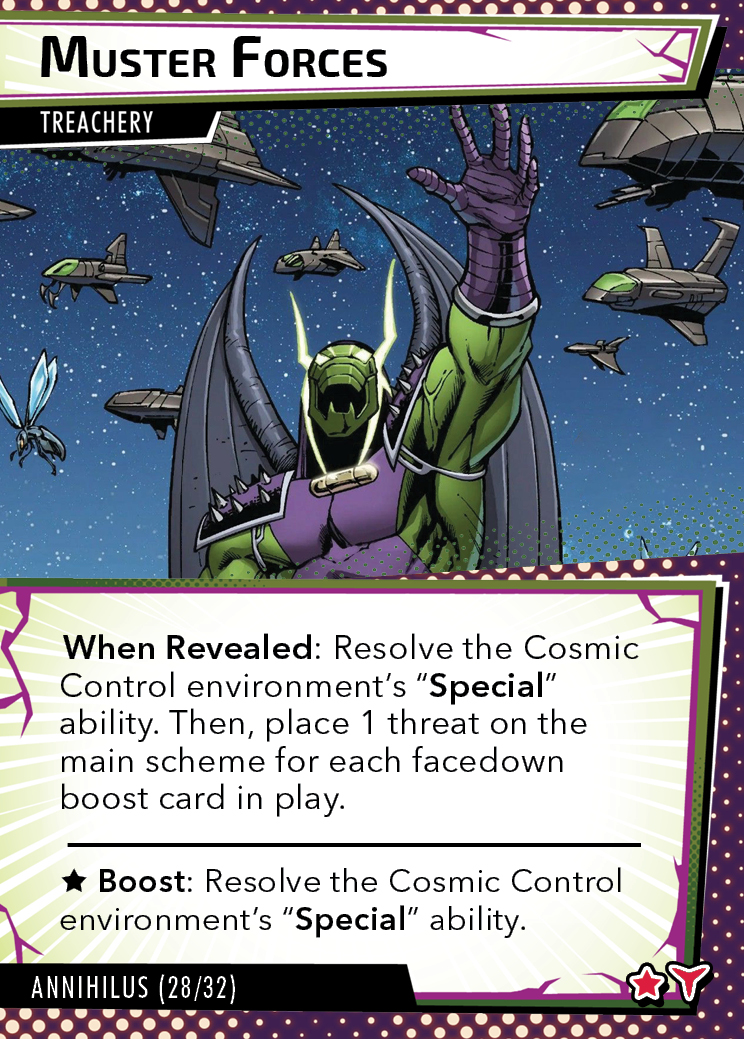 MUSTER FORCES
TREACHERY
When Revealed: Resolve the Cosmic
Control environment's “Special”
ability. Then, place 1 threat on the
main scheme for each facedown
boost card in play.
★ Boost: Resolve the Cosmic Control
environment's “Special” ability.
ANNIHILUS (28/32)